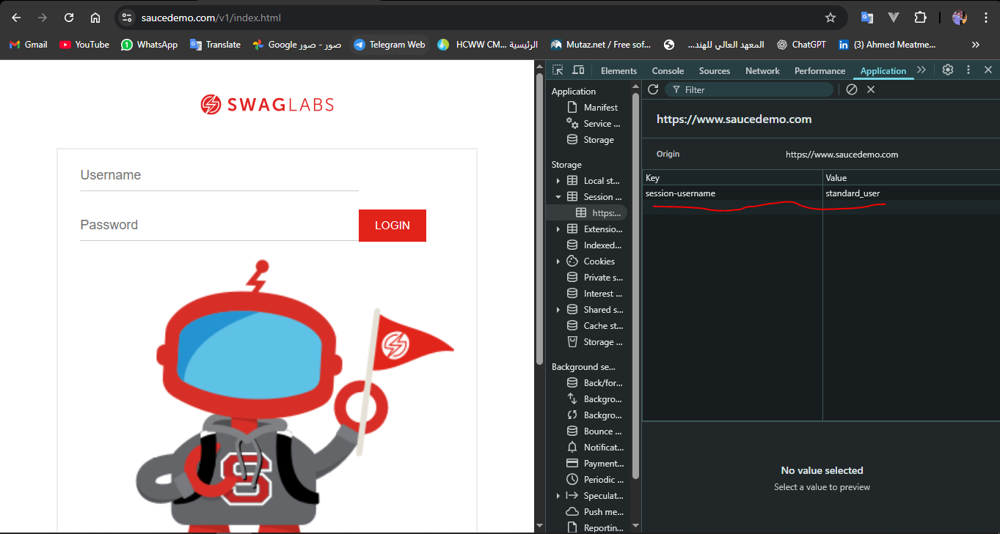 saucedemo.com/v1/index.html
Gmail YouTube WhatsApp Translate صور - صور Google Telegram Web الرئيسية HCWW CM... Mutaz.net / Free sof... المعهد العالي للهند... ChatGPT (3) Ahmed Meatme... »
SWAGLABS
Username
Password
LOGIN
Elements Console Sources Network Performance Application
Application
Manifest
Service ...
Storage
Storage
Local st...
Session ...
https:...
Extensio...
Indexed...
Cookies
Private s...
Interest ...
Shared s...
Cache st...
Storage ...
Background se...
Back/for...
Backgro...
Backgro...
Bounce ...
Notificat...
Payment...
Periodic ...
Speculat...
Push me...
Reportin...
Filter
https://www.saucedemo.com
Origin https://www.saucedemo.com
Key Value
session-username standard_user
No value selected
Select a value to preview
S